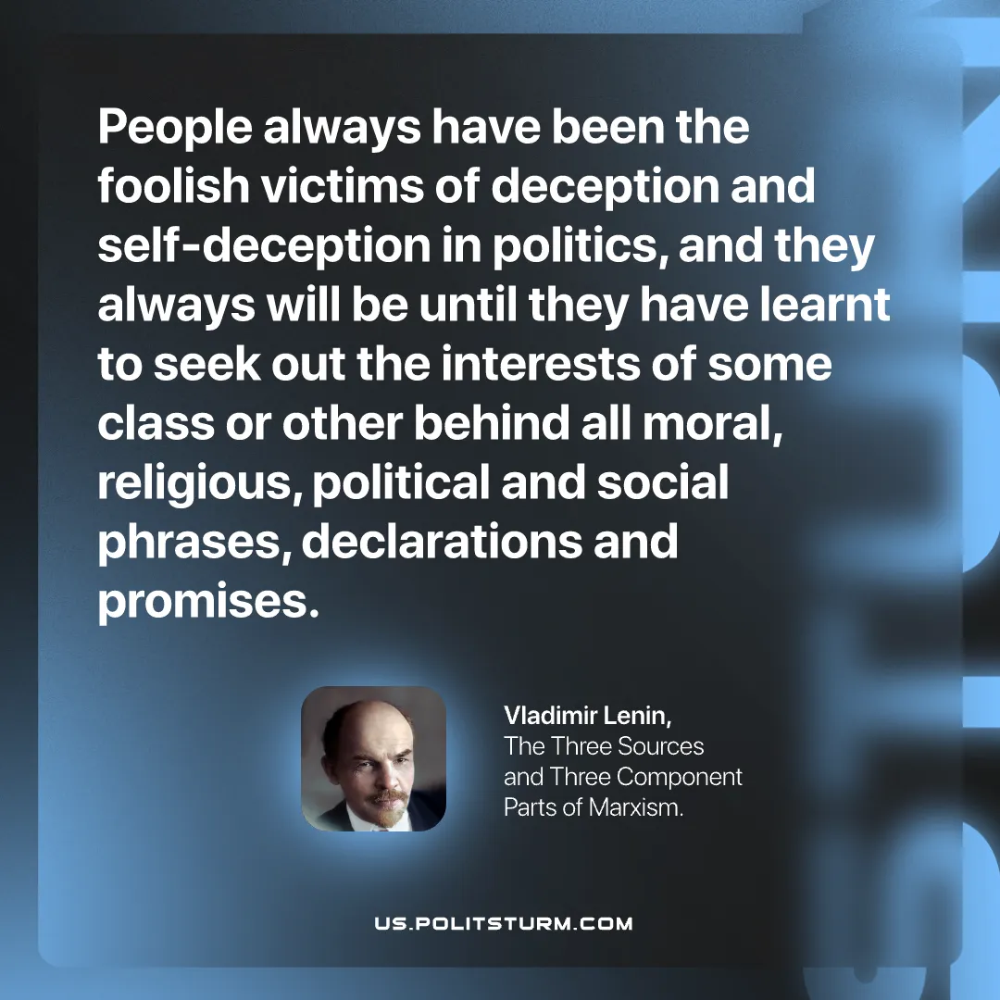 People always have been the
foolish victims of deception and
self-deception in politics, and they
always will be until they have learnt
to seek out the interests of some
class or other behind all moral,
religious, political and social
phrases, declarations and
promises.
Vladimir Lenin,
The Three Sources
and Three Component
Parts of Marxism.
US.POLITSTURM.COM